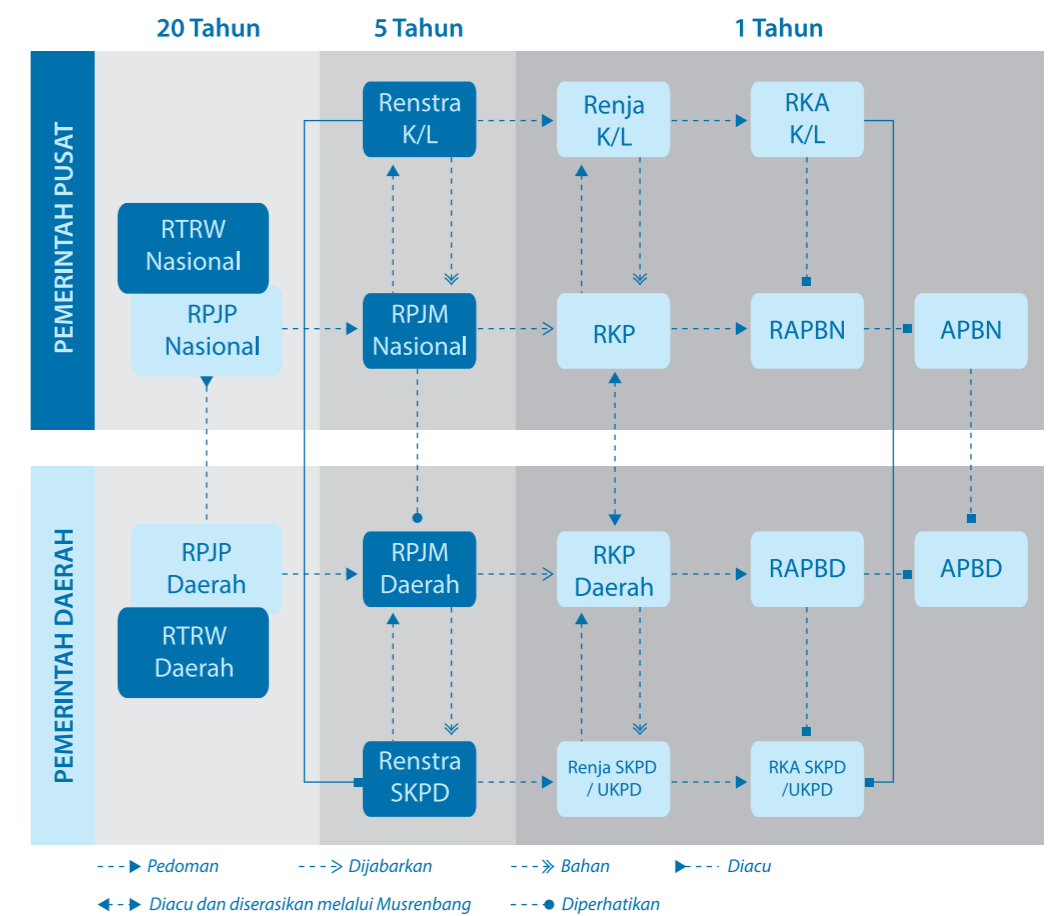 20 Tahun
5 Tahun
1 Tahun
PEMERINTAH PUSAT
Renstra
K/L
Renja
K/L
RKA
K/L
RTRW
Nasional
RPJP
Nasional
RPJM
Nasional
RKP
RAPBN
APBN
PEMERINTAH DAERAH
RPJP
Daerah
RPJM
Daerah
RKP
Daerah
RAPBD
APBD
RTRW
Daerah
Renstra
SKPD
Renja SKPD
/ UKPD
RKA SKPD
/UKPD
Pedoman
Dijabarkan
Bahan
Diacu
Diacu dan diserasikan melalui Musrenbang
Diperhatikan